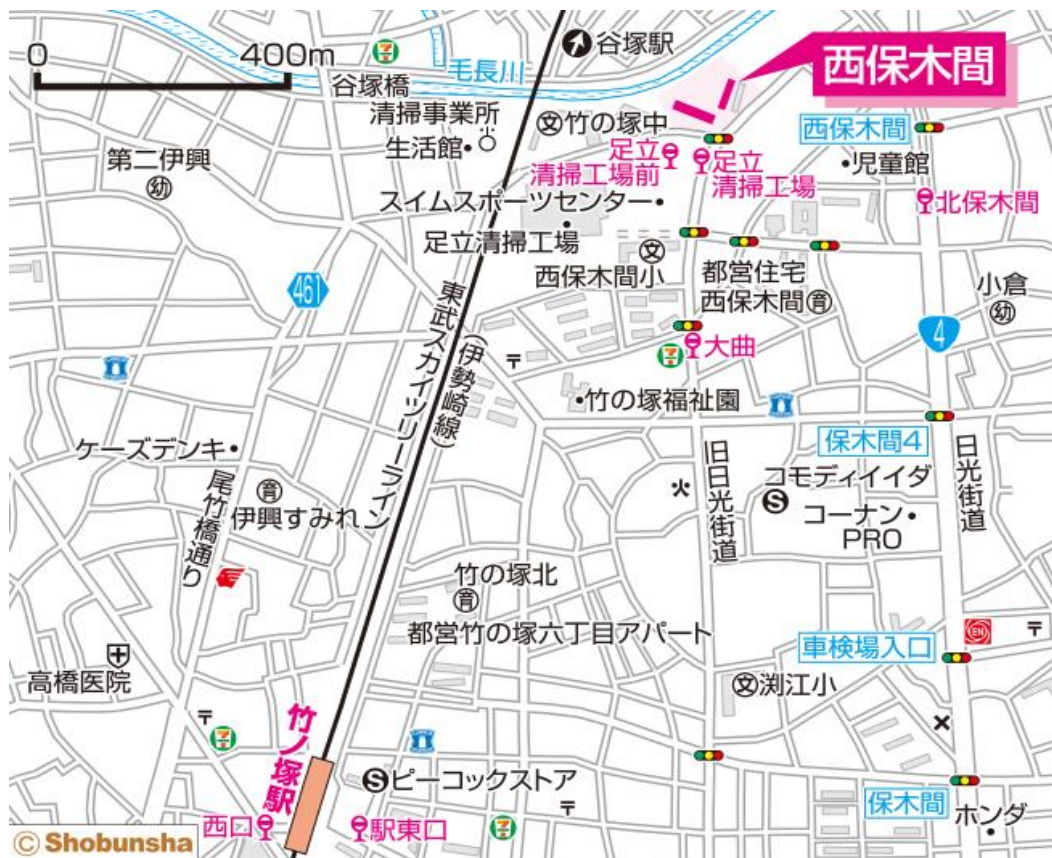 0 400m
谷塚駅
毛長川
谷塚橋
西保木間
清掃事業所
生活館
文竹の塚中
足立
清掃工場前
足立
清掃工場
西保木間
児童館
北保木間
第二伊興
幼
スイムスポーツセンター
足立清掃工場
文
西保木間小
都営住宅
西保木間育
小倉
幼
461
4
東武スカイツリーライン
(伊勢崎線)
大曲
竹の塚福祉園
保木間4
ケーズデンキ
尾竹橋通り
育
伊興すみれ
旧日光街道
日光街道
コモディイイダ
S
コーナン
PRO
竹の塚北
育
都営竹の塚六丁目アパート
EN
車検場入口
高橋医院
文渕江小
竹ノ塚駅
Sピーコックストア
西口
駅東口
保木間
ホンダ
© Shobunsha